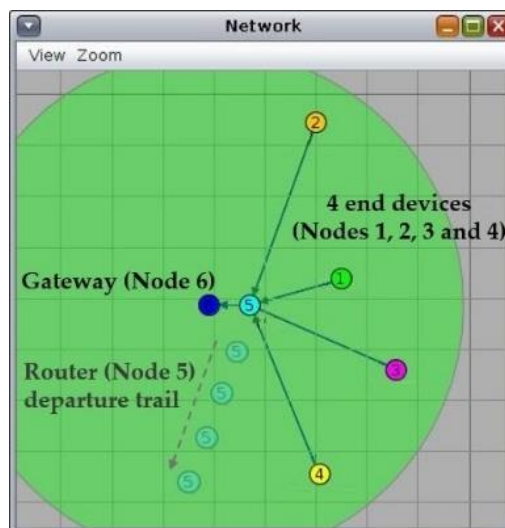 Network
View Zoom
2
4 end devices
(Nodes 1, 2, 3 and 4)
1
Gateway (Node 6)
5
5
3
Router (Node 5)
departure trail
5
5
4
5